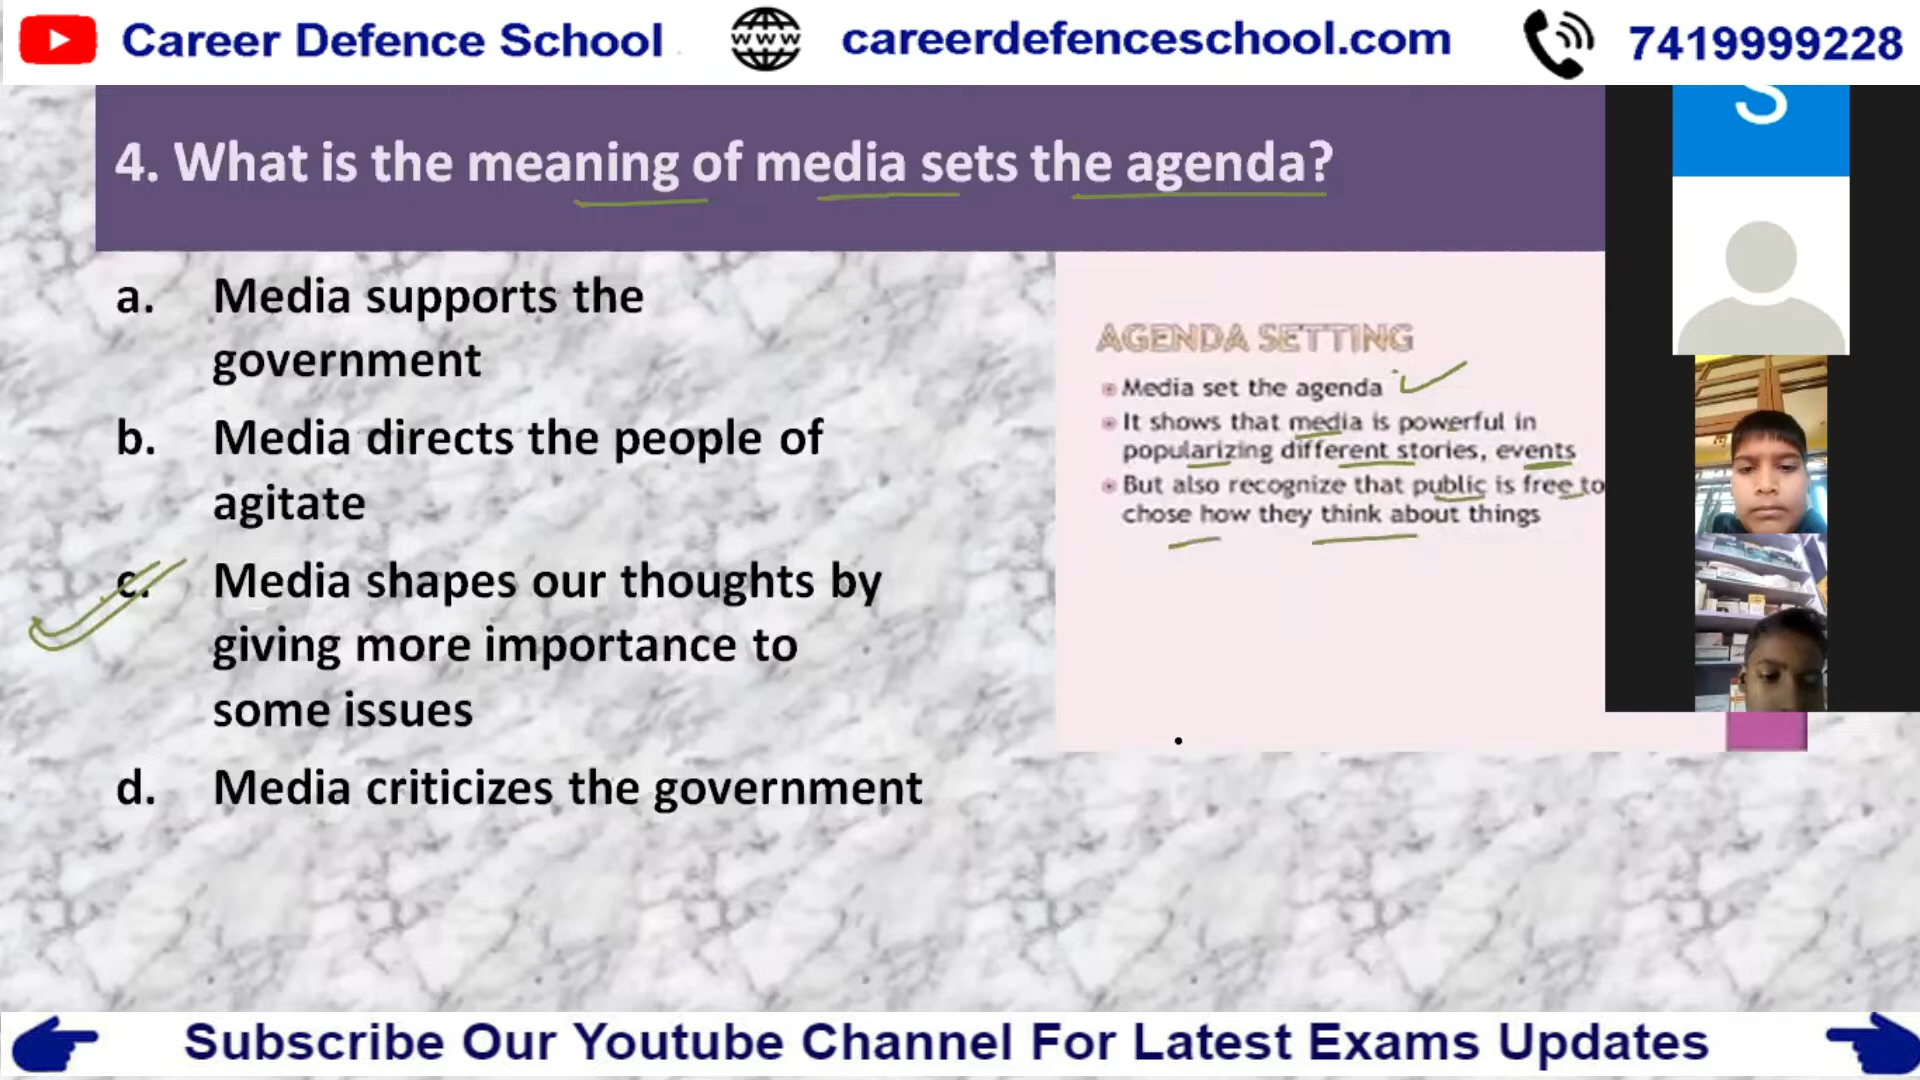 Career Defence School
www
careerdefenceschool.com
7419999228
S
4. What is the meaning of media sets the agenda?
a. Media supports the
government
b. Media directs the people of
agitate
c. Media shapes our thoughts by
giving more importance to
some issues
d. Media criticizes the government
AGENDA SETTING
Media set the agenda
It shows that media is powerful in
popularizing different stories, events
But also recognize that public is free to
chose how they think about things
Subscribe Our Youtube Channel For Latest Exams Updates